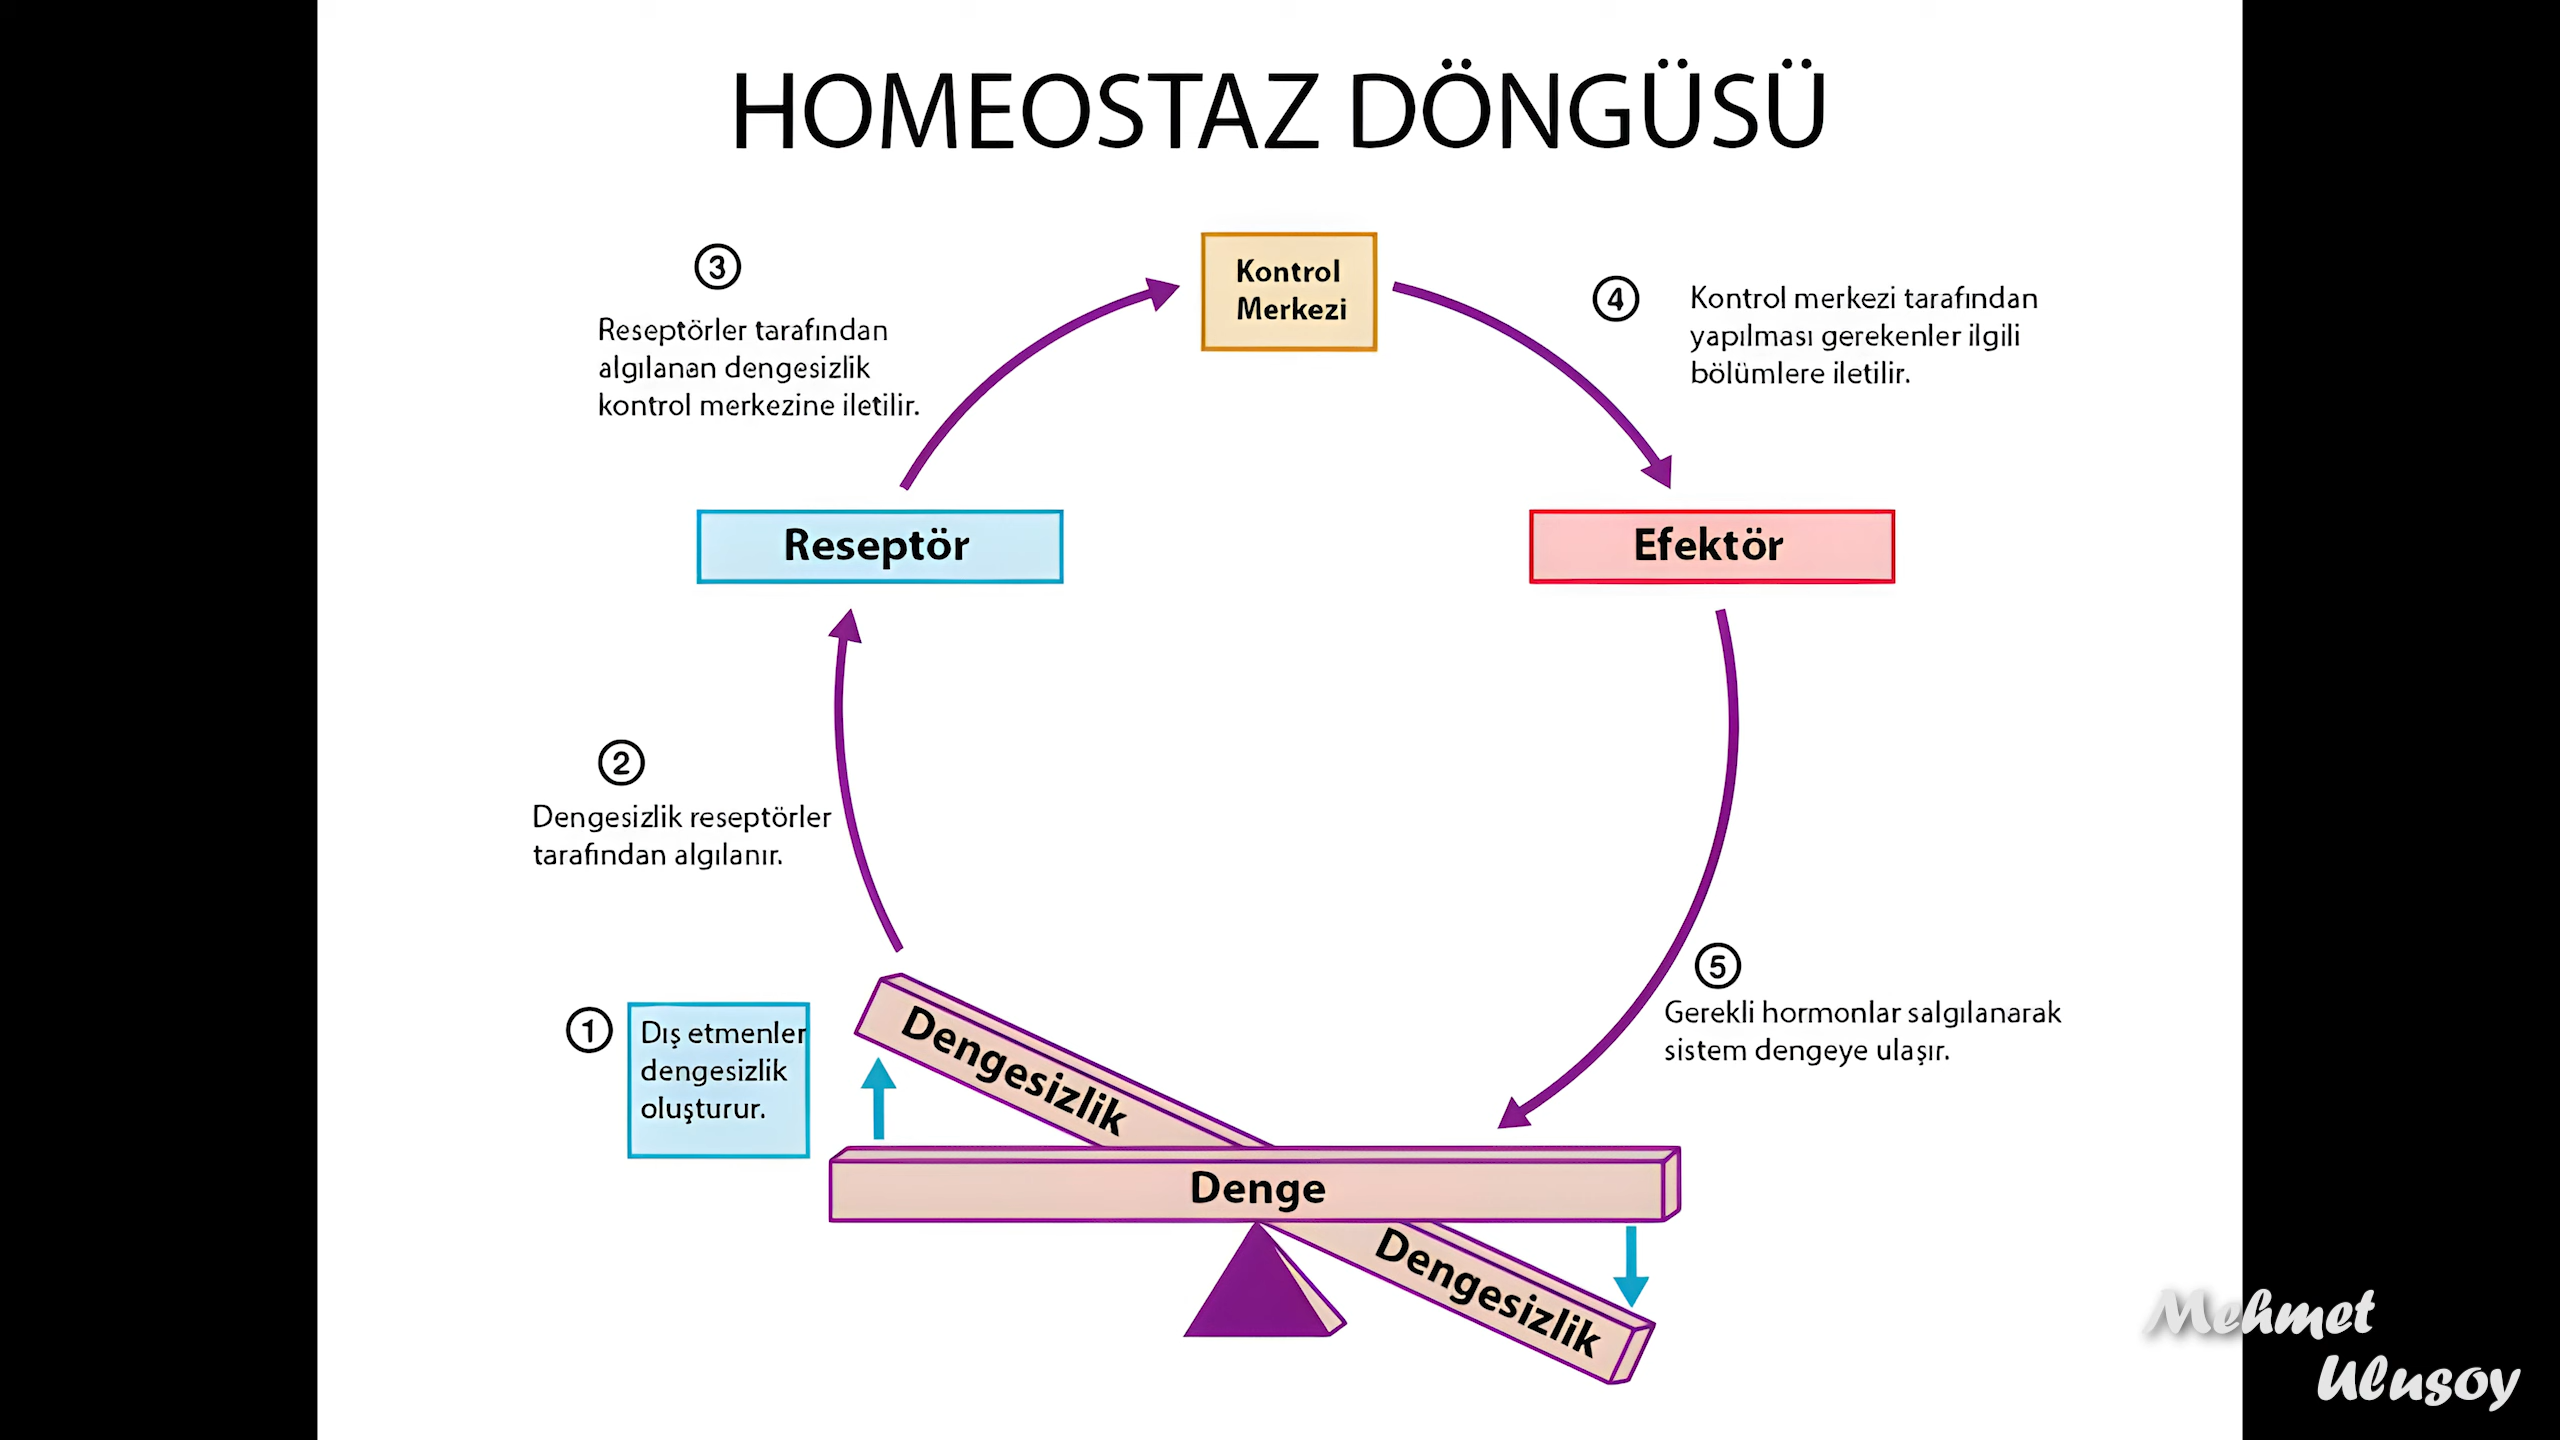 HOMEOSTAZ DÖNGÜSÜ
Kontrol
Merkezi
3
Reseptörler tarafından
algılanan dengesizlik
kontrol merkezine iletilir.
4
Kontrol merkezi tarafından
yapılması gerekenler ilgili
bölümlere iletilir.
Reseptör
Efektör
2
Dengesizlik reseptörler
tarafından algılanır.
1
Dış etmenler
dengesizlik
oluşturur.
5
Gerekli hormonlar salgılanarak
sistem dengeye ulaşır.
Dengesizlik
Denge
Dengesizlik
Mehmet
Ulusoy